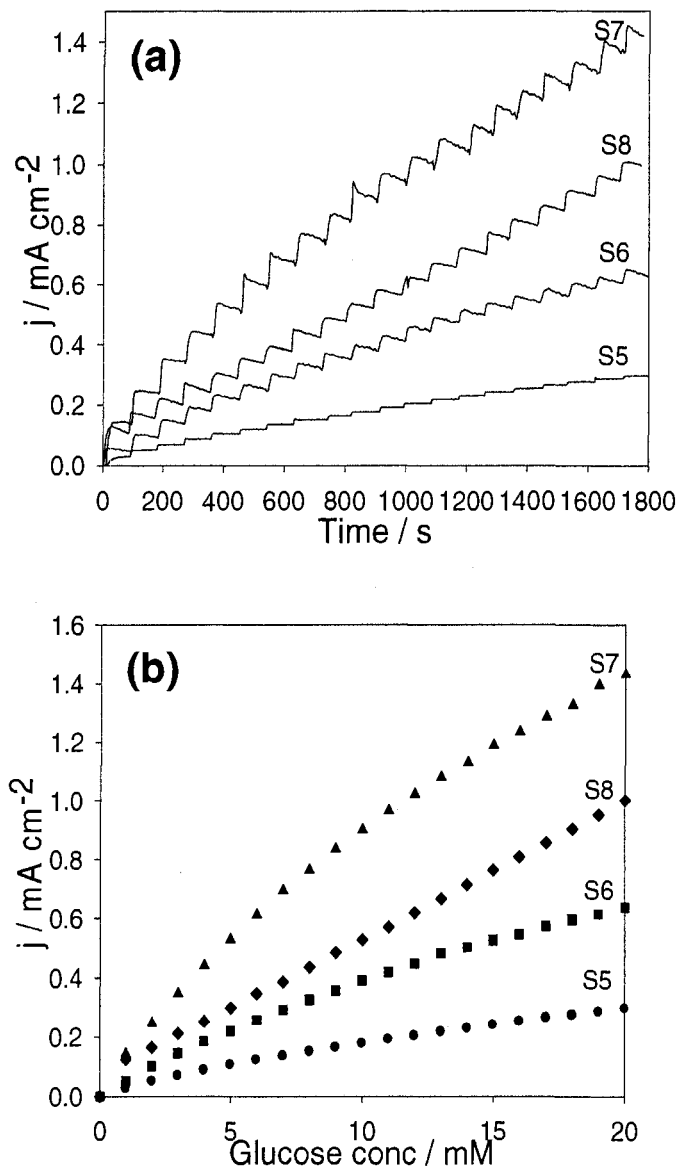 (a)
S7
S8
S6
S5
j / mA cm-2
1.4
1.2
1.0
0.8
0.6
0.4
0.2
0.0
0 200 400 600 800 1000 1200 1400 1600 1800
Time / s
(b)
S7
S8
S6
S5
j / mA cm-2
1.6
1.4
1.2
1.0
0.8
0.6
0.4
0.2
0.0
0 5 10 15 20
Glucose conc / mM